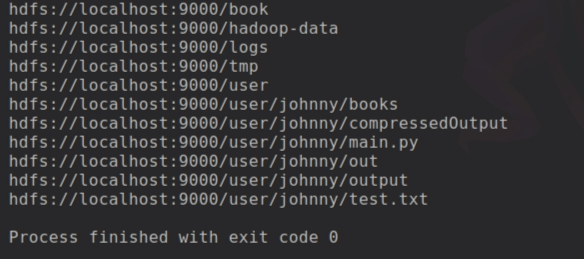 hdfs://localhost:9000/book
hdfs://localhost:9000/hadoop-data
hdfs://localhost:9000/logs
hdfs://localhost:9000/tmp
hdfs://localhost:9000/user
hdfs://localhost:9000/user/johnny/books
hdfs://localhost:9000/user/johnny/compressedOutput
hdfs://localhost:9000/user/johnny/main.py
hdfs://localhost:9000/user/johnny/out
hdfs://localhost:9000/user/johnny/output
hdfs://localhost:9000/user/johnny/test.txt
Process finished with exit code 0